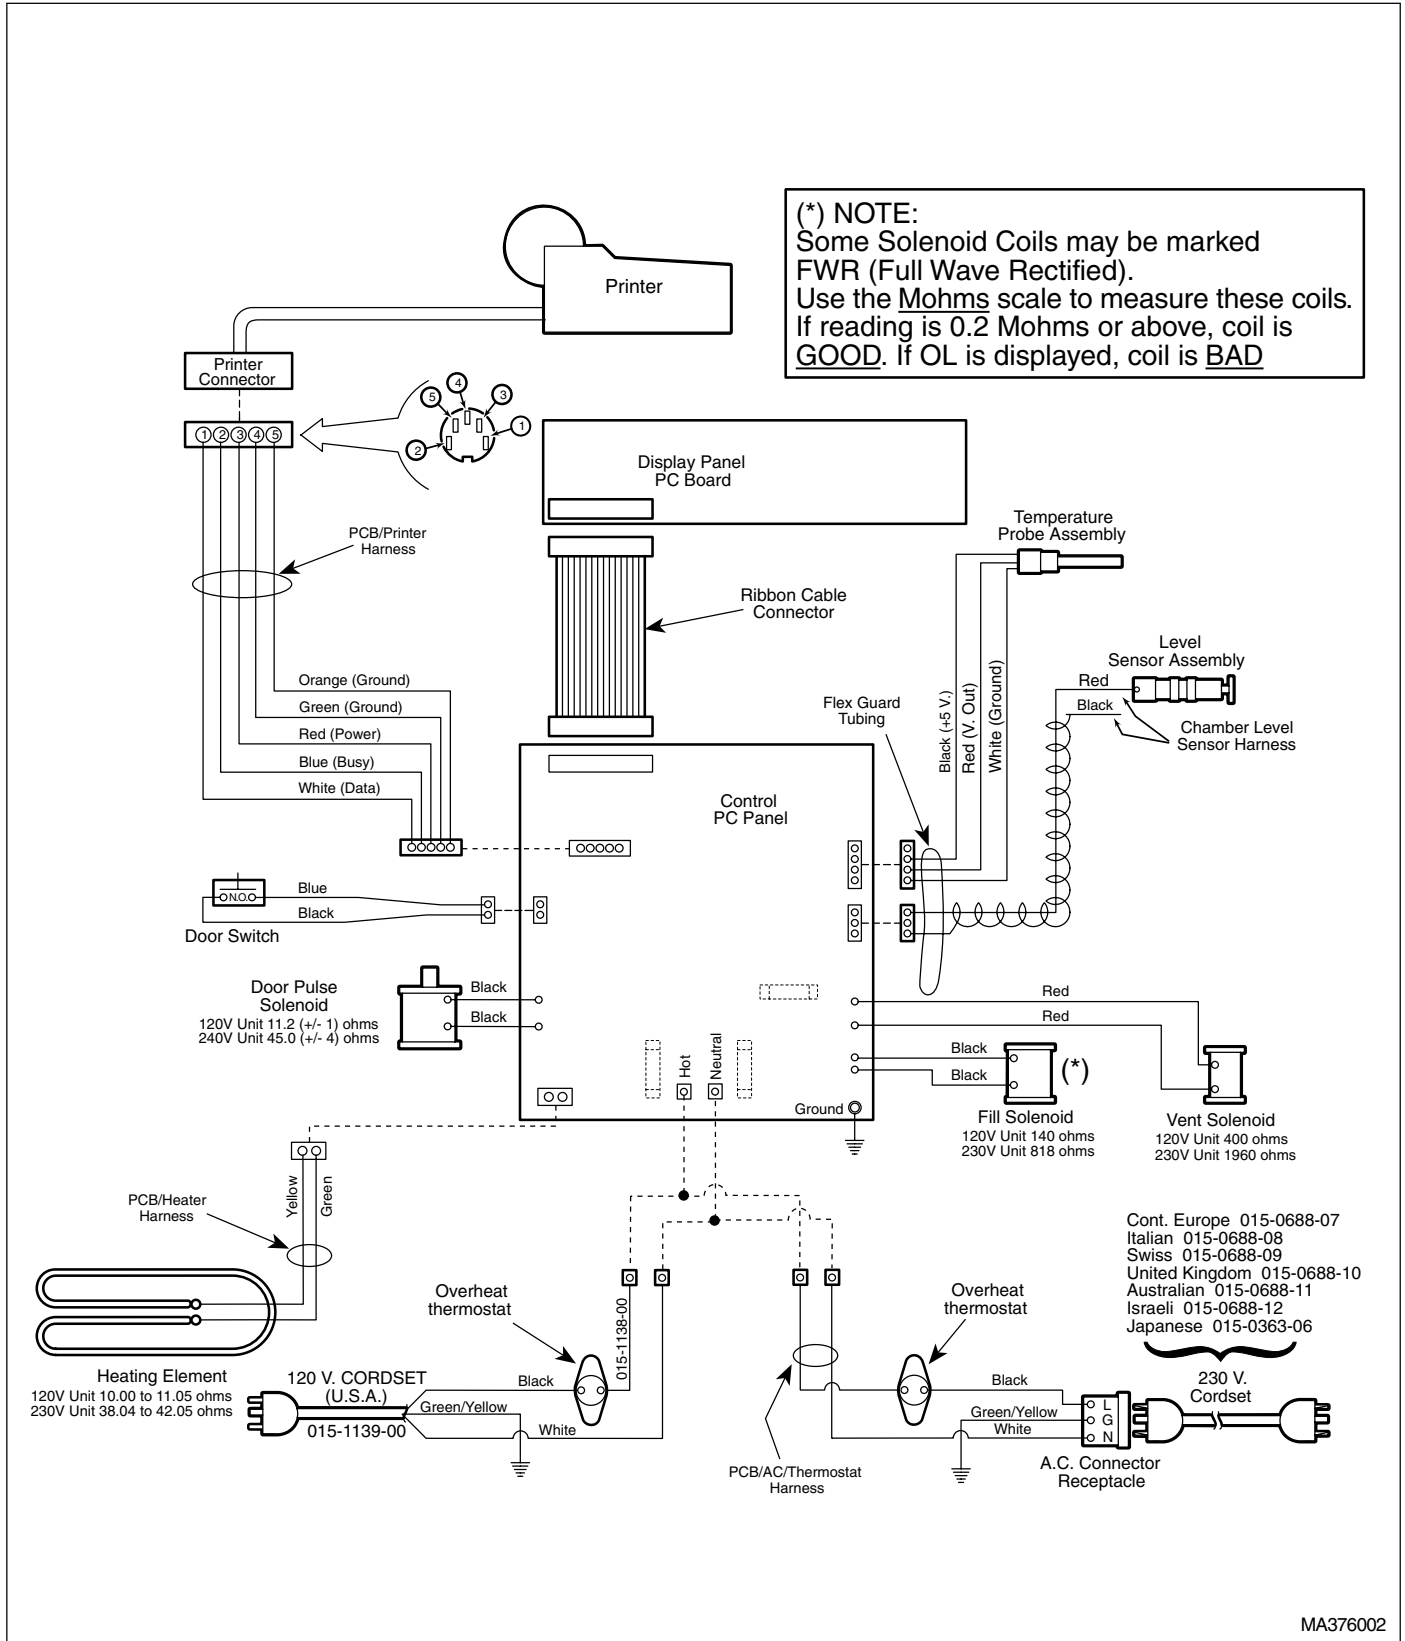 (*) NOTE:
Some Solenoid Coils may be marked
FWR (Full Wave Rectified).
Use the Mohms scale to measure these coils.
If reading is 0.2 Mohms or above, coil is
GOOD. If OL is displayed, coil is BAD
Printer
Printer
Connector
1 2 3 4 5
4
5
3
1
2
Display Panel
PC Board
Temperature
Probe Assembly
PCB/Printer
Harness
Ribbon Cable
Connector
Level
Sensor Assembly
Red
Black
Chamber Level
Sensor Harness
Flex Guard
Tubing
Black (+5 V.)
Red (V. Out)
White (Ground)
Orange (Ground)
Green (Ground)
Red (Power)
Blue (Busy)
White (Data)
Control
PC Panel
N.O.
Blue
Black
Door Switch
Door Pulse
Solenoid
120V Unit 11.2 (+/- 1) ohms
240V Unit 45.0 (+/- 4) ohms
Black
Black
Red
Red
Black
Black
(*)
Hot
Neutral
Ground
Fill Solenoid
120V Unit 140 ohms
230V Unit 818 ohms
Vent Solenoid
120V Unit 400 ohms
230V Unit 1960 ohms
Yellow
Green
PCB/Heater
Harness
Heating Element
120V Unit 10.00 to 11.05 ohms
230V Unit 38.04 to 42.05 ohms
Overheat
thermostat
015-1138-00
120 V. CORDSET
(U.S.A.)
015-1139-00
Black
Green/Yellow
White
Overheat
thermostat
PCB/AC/Thermostat
Harness
Black
Green/Yellow
White
L
G
N
A.C. Connector
Receptacle
Cont. Europe 015-0688-07
Italian 015-0688-08
Swiss 015-0688-09
United Kingdom 015-0688-10
Australian 015-0688-11
Israeli 015-0688-12
Japanese 015-0363-06
230 V.
Cordset
MA376002